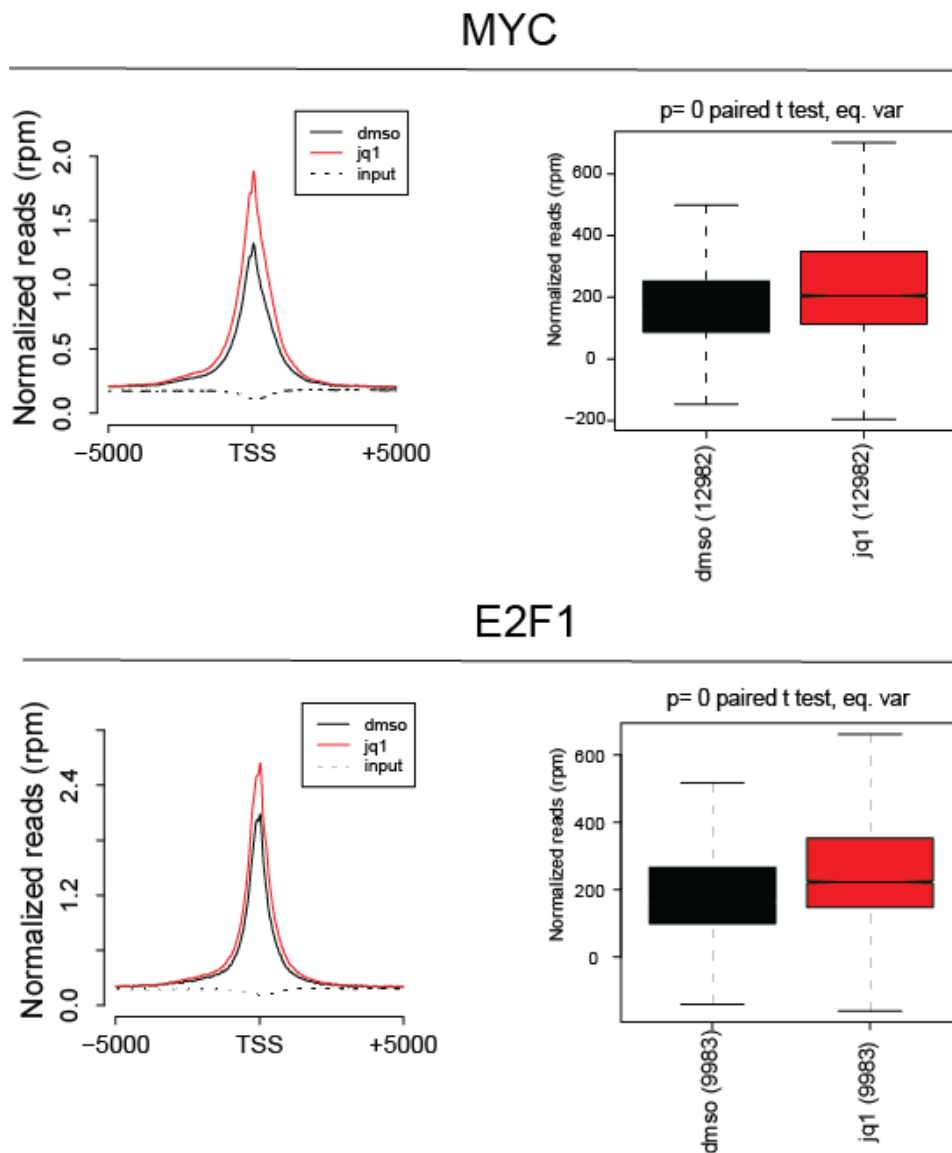 MYC
Normalized reads (rpm)
0.0 0.5 1.0 1.5 2.0
dmso
jq1
input
−5000 TSS +5000
p= 0 paired t test, eq. var
Normalized reads (rpm)
−200 0 200 400 600
dmso (12982)
jq1 (12982)
E2F1
Normalized reads (rpm)
0.0 1.2 2.4
dmso
jq1
input
−5000 TSS +5000
p= 0 paired t test, eq. var
Normalized reads (rpm)
0 200 400 600
dmso (9983)
jq1 (9983)